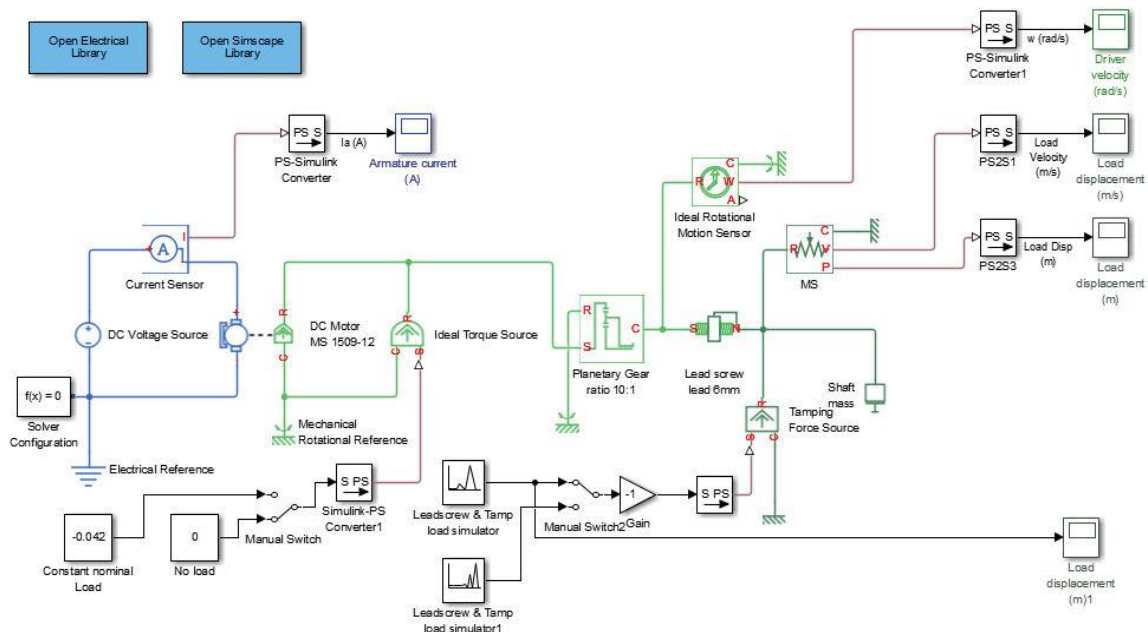 Open Electrical
Library
Open Simscape
Library
PS S
PS-Simulink
Converter
Ia (A)
Armature current
(A)
PS S
PS-Simulink
Converter1
w (rad/s)
Driver
velocity
(rad/s)
PS S
PS2S1
Load
Velocity
(m/s)
Load
displacement
(m/s)
R
C
W
A
Ideal Rotational
Motion Sensor
PS S
PS2S3
Load Disp
(m)
Load
displacement
(m)
R
C
V
P
MS
I
+
A
Current Sensor
DC Voltage Source
+
R
C
DC Motor
MS 1509-12
R
C
S
Ideal Torque Source
R
S
C
Planetary Gear
ratio 10:1
S
N
Lead screw
lead 6mm
Shaft
mass
R
S
C
Tamping
Force Source
f(x) = 0
Solver
Configuration
Electrical Reference
Mechanical
Rotational Reference
-0.042
Constant nominal
Load
0
No load
Manual Switch
S PS
Simulink-PS
Converter1
Leadscrew & Tamp
load simulator
Leadscrew & Tamp
load simulator1
Manual Switch2
-1
Gain
S PS
Load
displacement
(m)1